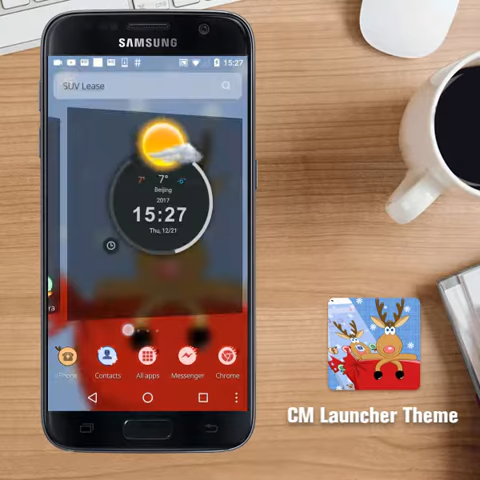 SAMSUNG
15:27
SUV Lease
7° 7° -6°
Beijing
2017
15:27
Thu, 12/21
Phone Contacts All apps Messenger Chrome
CM Launcher Theme